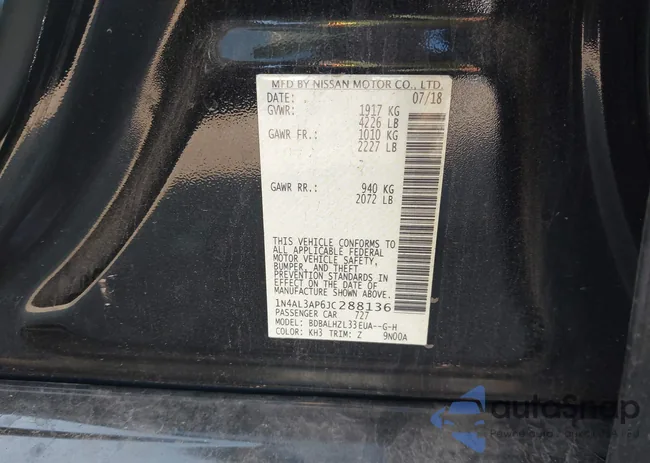 MFD BY NISSAN MOTOR CO., LTD.
DATE: 07/18
GVWR: 1917 KG
4226 LB
GAWR FR.: 1010 KG
2227 LB
GAWR RR.: 940 KG
2072 LB
THIS VEHICLE CONFORMS TO
ALL APPLICABLE FEDERAL
MOTOR VEHICLE SAFETY,
BUMPER, AND THEFT
PREVENTION STANDARDS IN
EFFECT ON THE DATE OF
MANUFACTURE SHOWN ABOVE.
1N4AL3AP6JC288136
PASSENGER CAR 727
MODEL: BDBALHZL33EUA--G-H
COLOR: KH3 TRIM: Z 9N00A
autoSnap